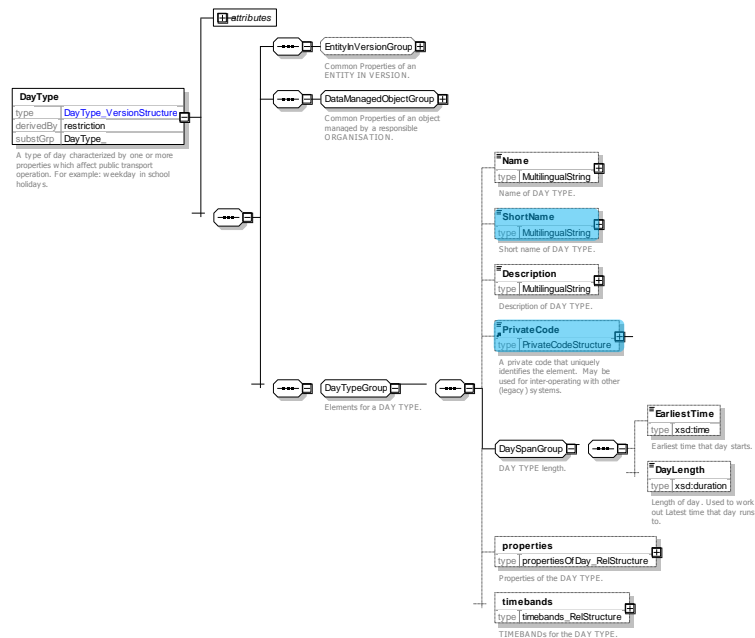 attributes
EntityInVersionGroup
Common Properties of an
ENTITY IN VERSION.
DayType
type DayType_VersionStructure
derivedBy restriction
substGrp DayType_
A type of day characterized by one or more
properties which affect public transport
operation. For example: weekday in school
holidays.
DataManagedObjectGroup
Common Properties of an object
managed by a responsible
ORGANISATION.
Name
type MultilingualString
Name of DAY TYPE.
ShortName
type MultilingualString
Short name of DAY TYPE.
Description
type MultilingualString
Description of DAY TYPE.
PrivateCode
type PrivateCodeStructure
A private code that uniquely
identifies the element. May be
used for inter-operating with other
(legacy) systems.
DayTypeGroup
Elements for a DAY TYPE.
DaySpanGroup
DAY TYPE length.
EarliestTime
type xsd:time
Earliest time that day starts.
DayLength
type xsd:duration
Length of day. Used to work
out Latest time that day runs
to.
properties
type propertiesOfDay_RelStructure
Properties of the DAY TYPE.
timebands
type timebands_RelStructure
TIMEBANDs for the DAY TYPE.